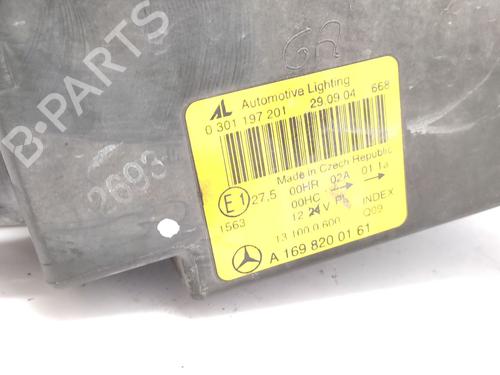 GR
AL Automotive Lighting
0 301 197 201 29.09.04 668
Made in Czech Republic
E1 27,5 00HR 02A 01 1a
00HC
1563 12 24 V PL INDEX
13.100 0.600 Q09
A 169 820 01 61
2693
B-PARTS